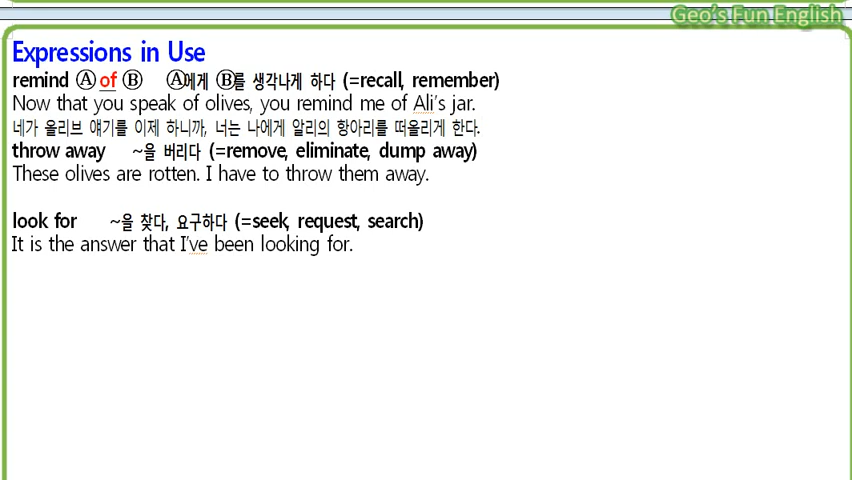 Geo's Fun English
Expressions in Use
remind Ⓐ of Ⓑ Ⓐ에게 Ⓑ를 생각나게 하다 (=recall, remember)
Now that you speak of olives, you remind me of Ali's jar.
네가 올리브 얘기를 이제 하니까, 너는 나에게 알리의 항아리를 떠올리게 한다.
throw away ~을 버리다 (=remove, eliminate, dump away)
These olives are rotten. I have to throw them away.
look for ~을 찾다, 요구하다 (=seek, request, search)
It is the answer that I've been looking for.